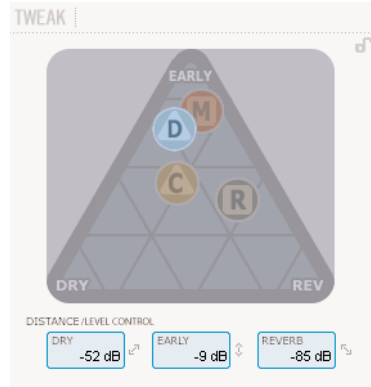 TWEAK
EARLY
M
D
C
R
DRY REV
DISTANCE/LEVEL CONTROL
DRY EARLY REVERB
-52 dB -9 dB -85 dB